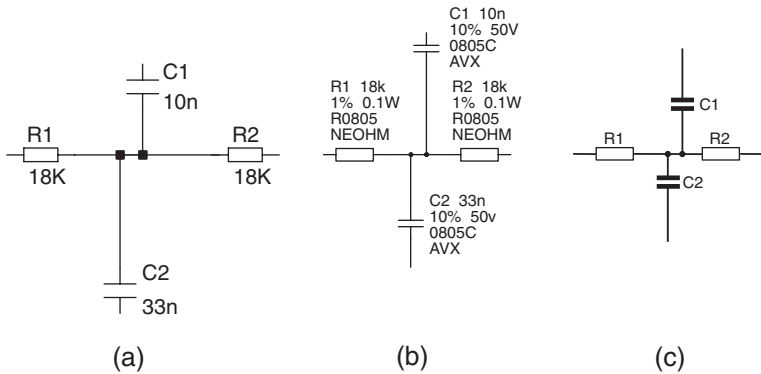 C1
10n
R1
18K
R2
18K
C2
33n
(a)
C1 10n
10% 50V
0805C
AVX
R1 18k
1% 0.1W
R0805
NEOHM
R2 18k
1% 0.1W
R0805
NEOHM
C2 33n
10% 50v
0805C
AVX
(b)
C1
R1
R2
C2
(c)